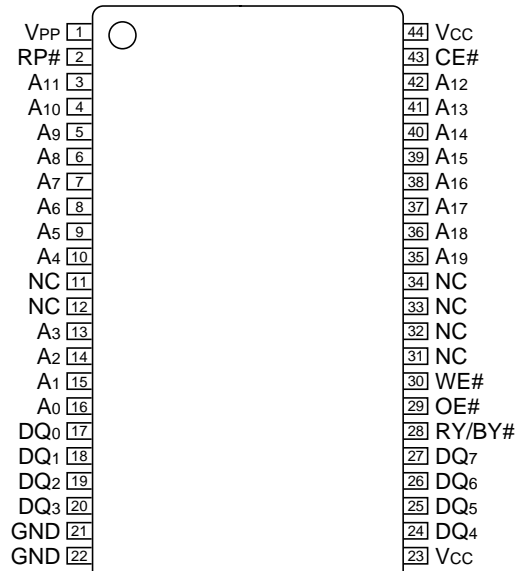 VPP 1 44 VCC
RP# 2 43 CE#
A11 3 42 A12
A10 4 41 A13
A9 5 40 A14
A8 6 39 A15
A7 7 38 A16
A6 8 37 A17
A5 9 36 A18
A4 10 35 A19
NC 11 34 NC
NC 12 33 NC
A3 13 32 NC
A2 14 31 NC
A1 15 30 WE#
A0 16 29 OE#
DQ0 17 28 RY/BY#
DQ1 18 27 DQ7
DQ2 19 26 DQ6
DQ3 20 25 DQ5
GND 21 24 DQ4
GND 22 23 VCC